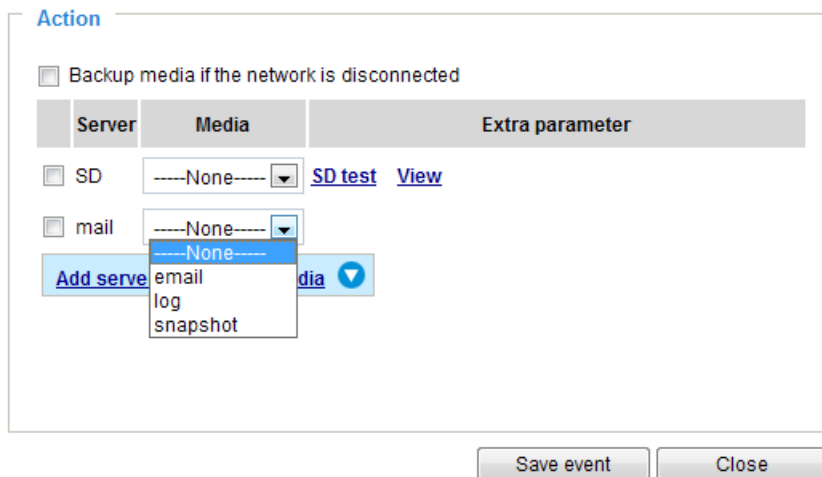 Action
Backup media if the network is disconnected
Server Media Extra parameter
SD -----None----- SD test View
mail -----None-----
-----None-----
Add serve dia
email
log
snapshot
Save event Close